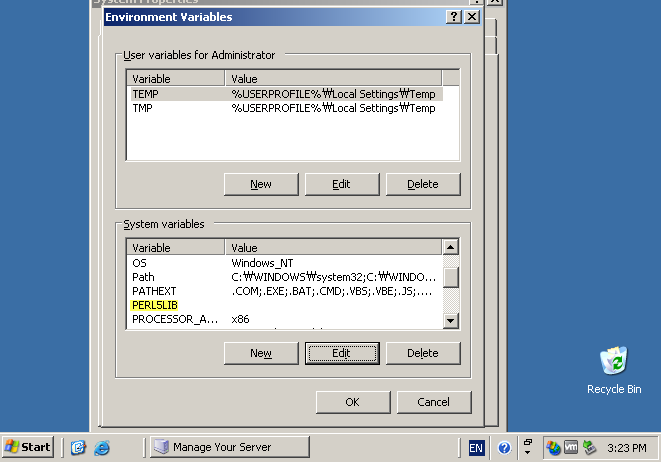 System Properties
Environment Variables
User variables for Administrator
Variable Value
TEMP %USERPROFILE%₩Local Settings₩Temp
TMP %USERPROFILE%₩Local Settings₩Temp
New Edit Delete
System variables
Variable Value
OS Windows_NT
Path C:₩WINDOWS₩system32;C:₩WINDO...
PATHEXT .COM;.EXE;.BAT;.CMD;.VBS;.VBE;.JS;....
PERL5LIB
PROCESSOR_A... x86
New Edit Delete
OK Cancel
Recycle Bin
Start Manage Your Server EN vm 3:23 PM